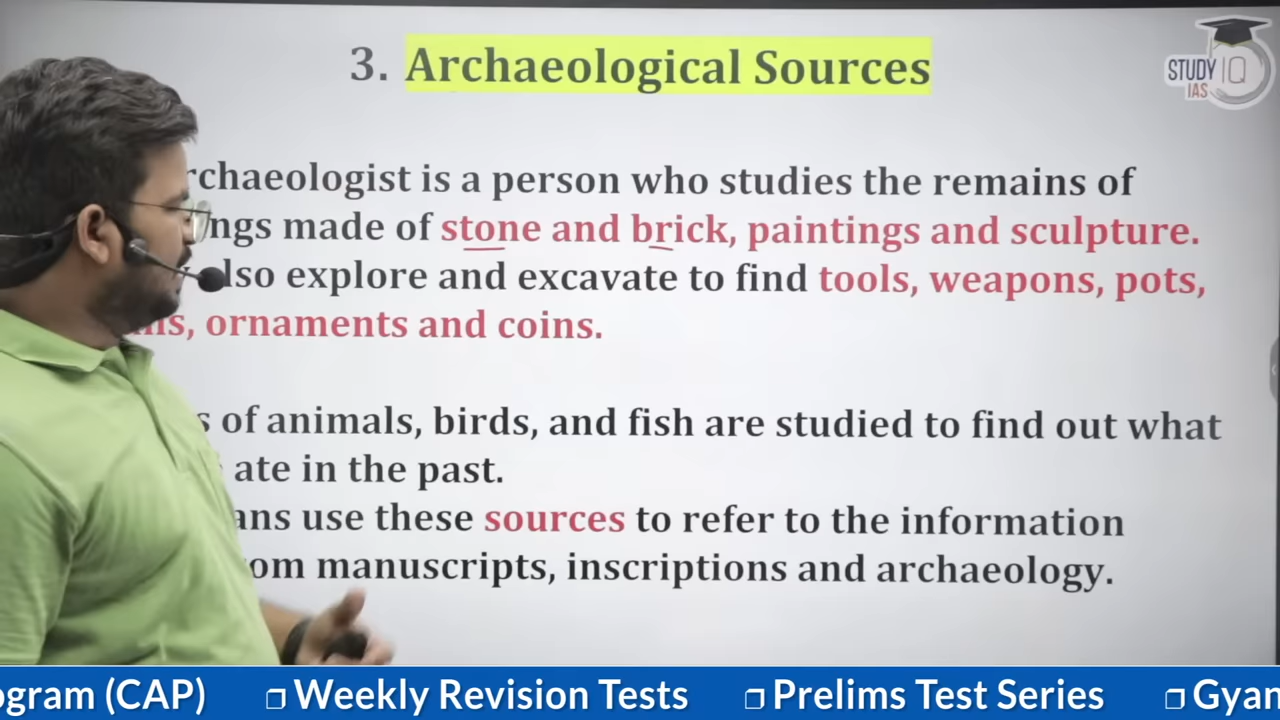 3. Archaeological Sources
STUDY IQ
IAS
rchaeologist is a person who studies the remains of
ngs made of stone and brick, paintings and sculpture.
lso explore and excavate to find tools, weapons, pots,
ns, ornaments and coins.
s of animals, birds, and fish are studied to find out what
ate in the past.
ans use these sources to refer to the information
om manuscripts, inscriptions and archaeology.
ogram (CAP) ❐ Weekly Revision Tests ❐ Prelims Test Series ❐ Gyan